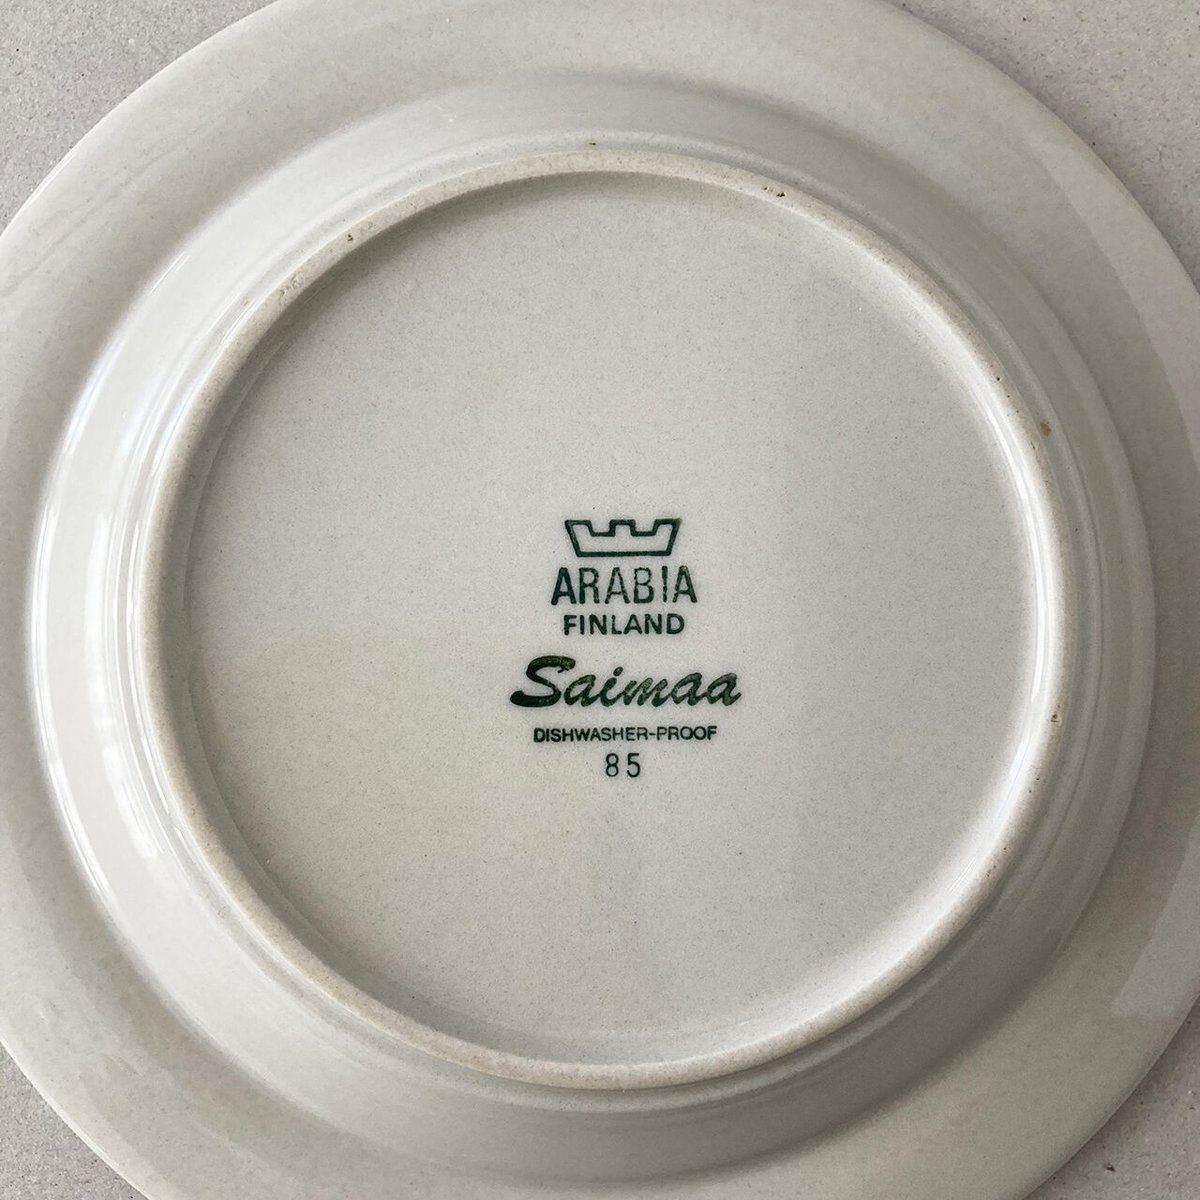 ARABIA
FINLAND
Saimaa
DISHWASHER-PROOF
85